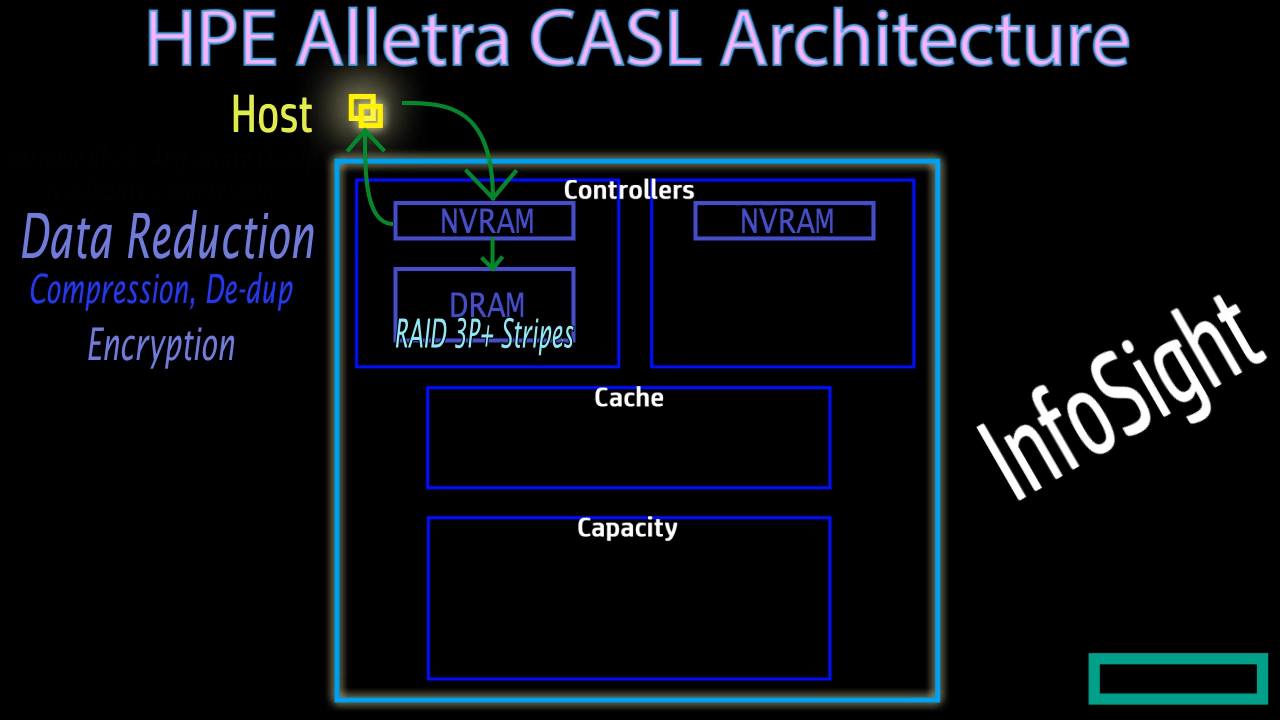 HPE Alletra CASL Architecture
Host
Data Reduction
Compression, De-dup
Encryption
Controllers
NVRAM
NVRAM
DRAM
RAID 3P+ Stripes
Cache
Capacity
InfoSight